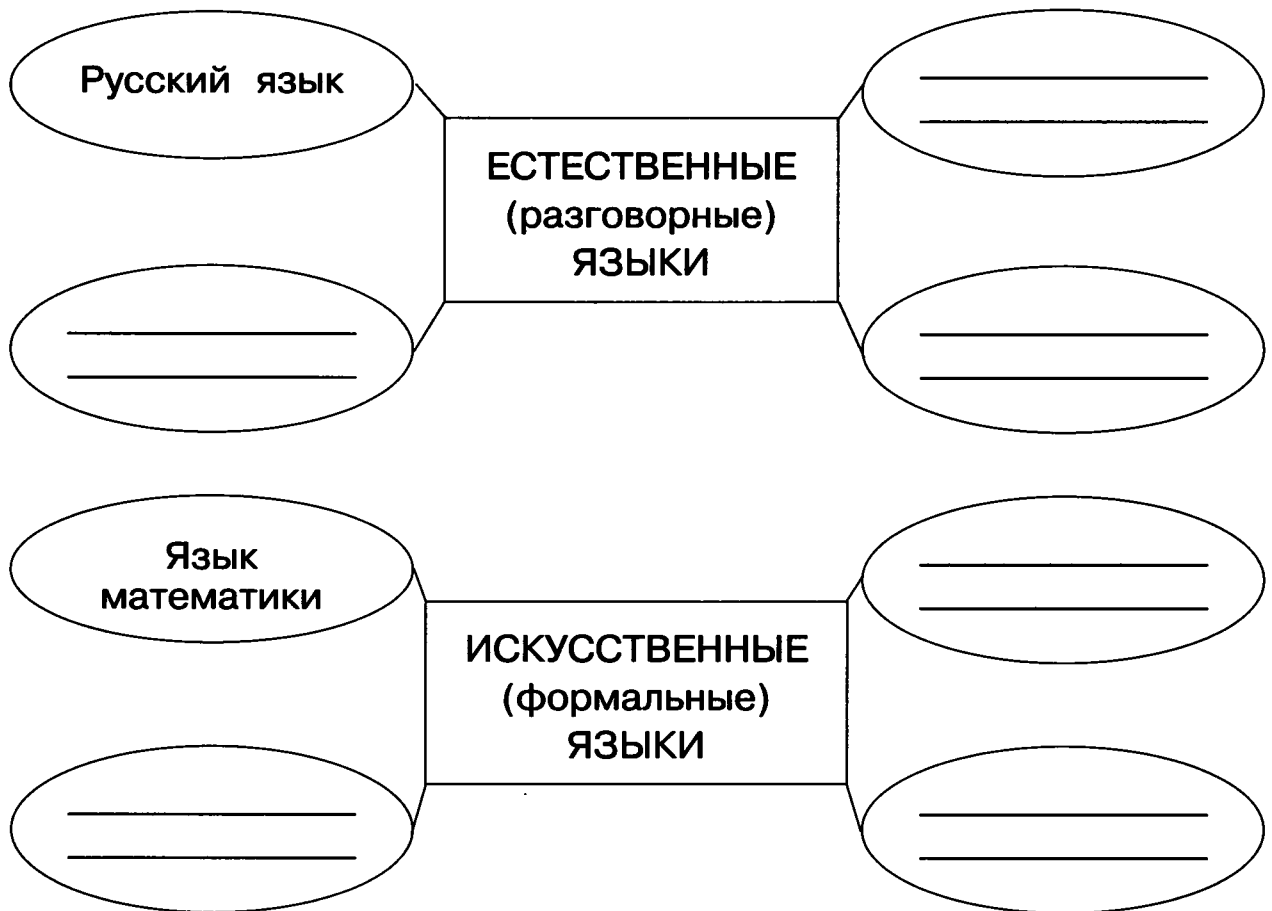 Русский язык
ЕСТЕСТВЕННЫЕ
(разговорные)
ЯЗЫКИ
Язык
математики
ИСКУССТВЕННЫЕ
(формальные)
ЯЗЫКИ